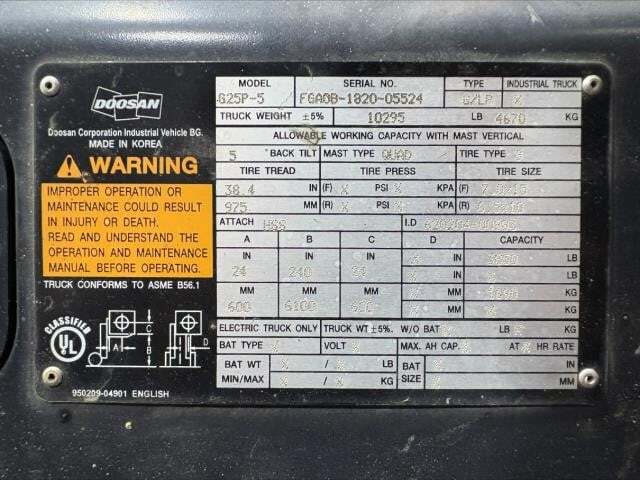 DOOSAN
Doosan Corporation Industrial Vehicle BG.
MADE IN KOREA
WARNING
IMPROPER OPERATION OR
MAINTENANCE COULD RESULT
IN INJURY OR DEATH.
READ AND UNDERSTAND THE
OPERATION AND MAINTENANCE
MANUAL BEFORE OPERATING.
TRUCK CONFORMS TO ASME B56.1
CLASSIFIED
UL
C
A
B
D
950209-04901 ENGLISH
MODEL SERIAL NO. TYPE INDUSTRIAL TRUCK
G25P-5 FGA0B-1820-05524 G/LP X
TRUCK WEIGHT ±5% 10295 LB 4670 KG
ALLOWABLE WORKING CAPACITY WITH MAST VERTICAL
5 ° BACK TILT MAST TYPE QUAD TIRE TYPE
TIRE TREAD TIRE PRESS TIRE SIZE
38.4 IN (F) X PSI X KPA (F)
975 MM (R) X PSI X KPA (R)
ATTACH HSS I.D
A B C D CAPACITY
IN IN IN IN
24 240 24 X LB
MM MM MM X KG
600 6100 600 X MM KG
ELECTRIC TRUCK ONLY TRUCK WT ±5%. W/O BAT X LB X KG
BAT TYPE X VOLT X MAX. AH CAP. X AT X HR RATE
BAT WT X / X LB BAT X IN
MIN/MAX X / X KG SIZE X MM